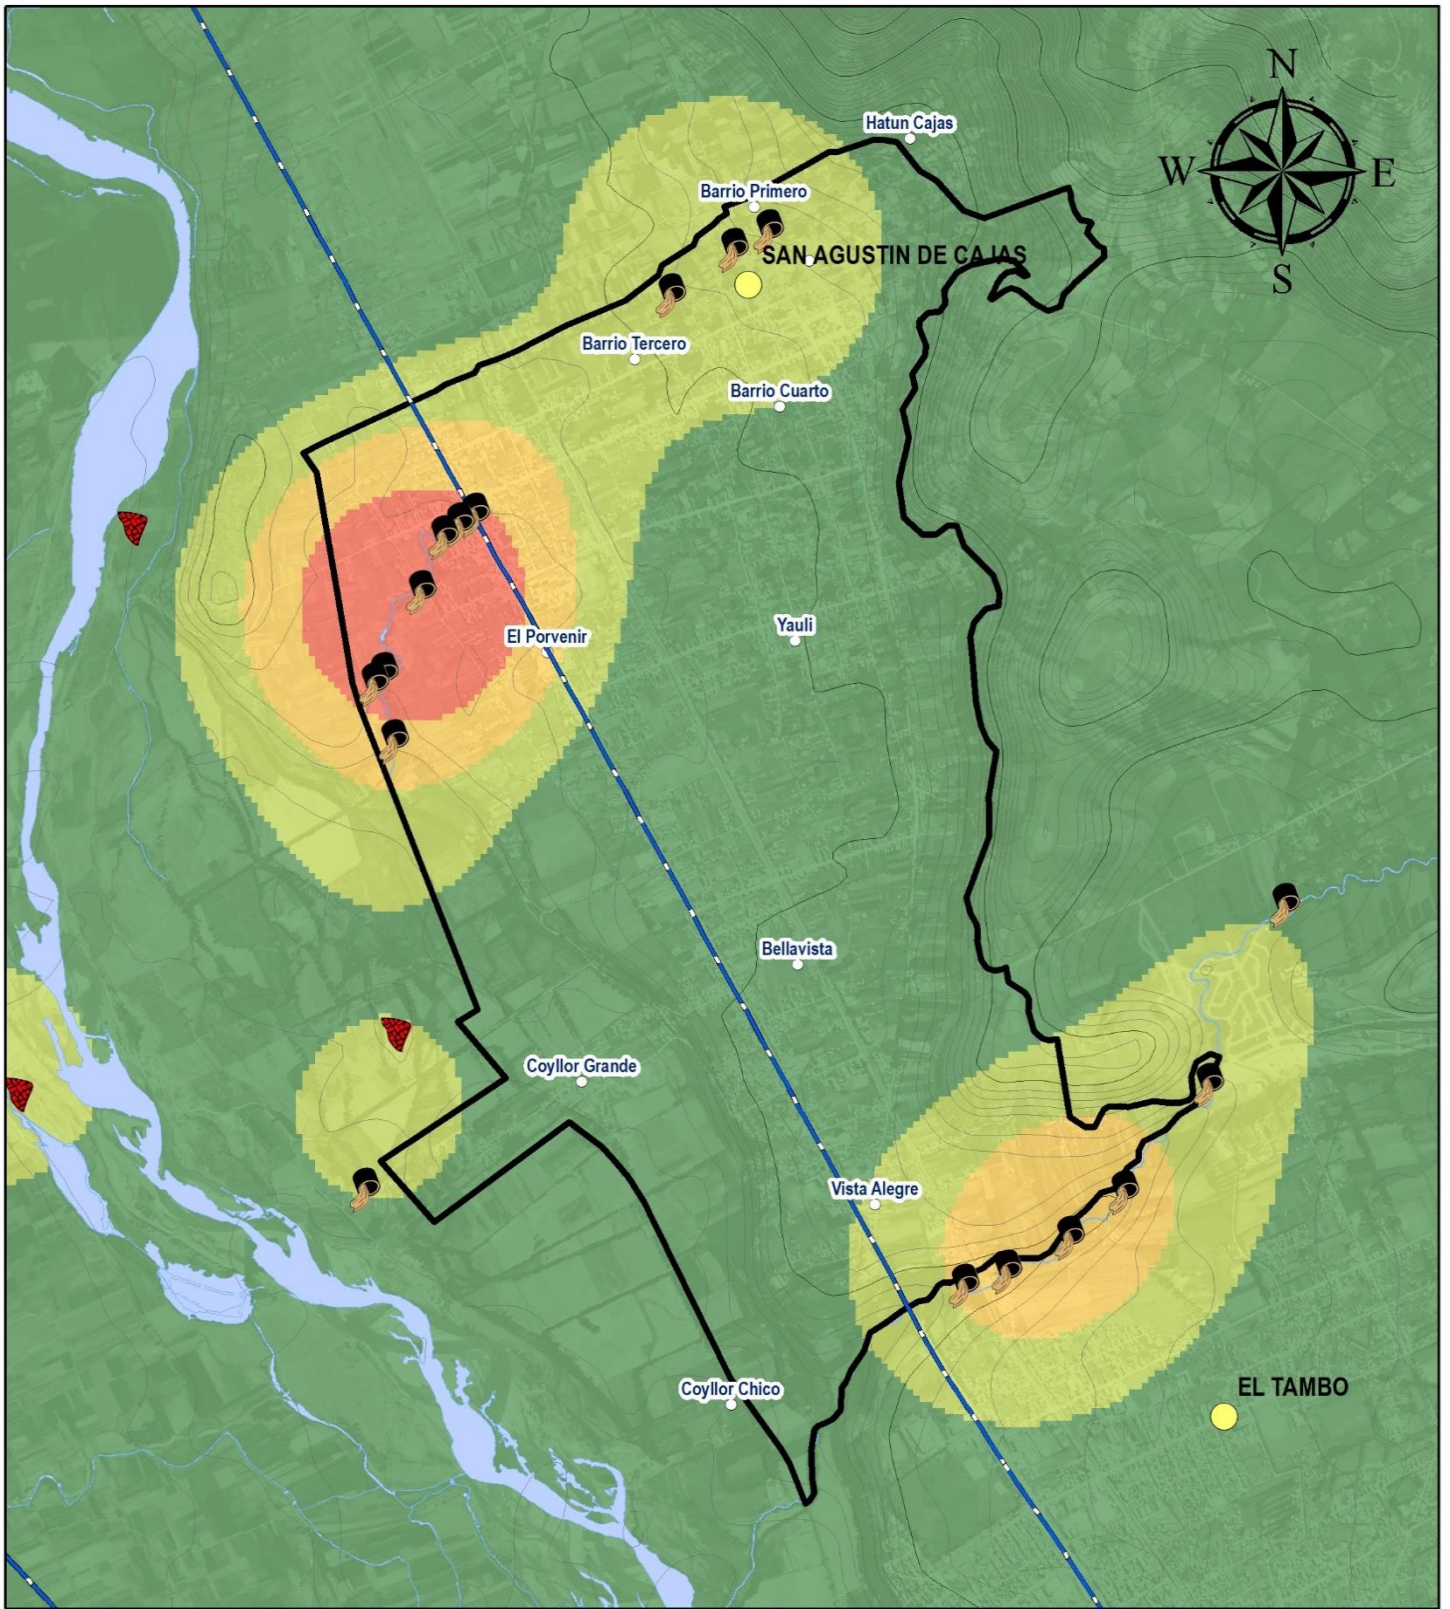 N
Hatun Cajas
W
E
Barrio Primero
SAN AGUSTIN DE CAJAS
S
Barrio Tercero
Barrio Cuarto
Yauli
El Porvenir
Bellavista
Coyllor Grande
Vista Alegre
Coyllor Chico
EL TAMBO